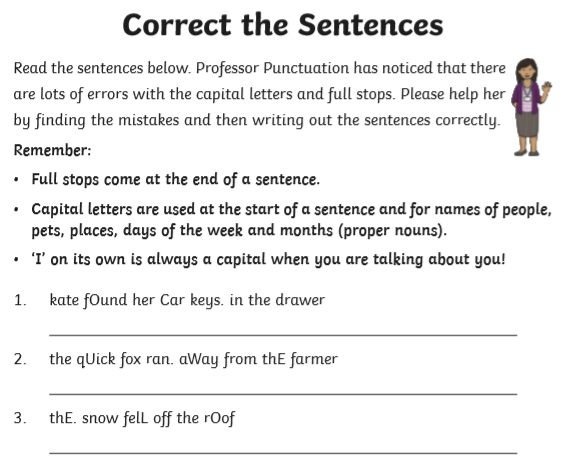 Correct the Sentences
Read the sentences below. Professor Punctuation has noticed that there
are lots of errors with the capital letters and full stops. Please help her
by finding the mistakes and then writing out the sentences correctly.
Remember:
• Full stops come at the end of a sentence.
• Capital letters are used at the start of a sentence and for names of people,
pets, places, days of the week and months (proper nouns).
• ‘I’ on its own is always a capital when you are talking about you!
1. kate fOund her Car keys. in the drawer
2. the qUick fox ran. aWay from thE farmer
3. thE. snow felL off the rOof